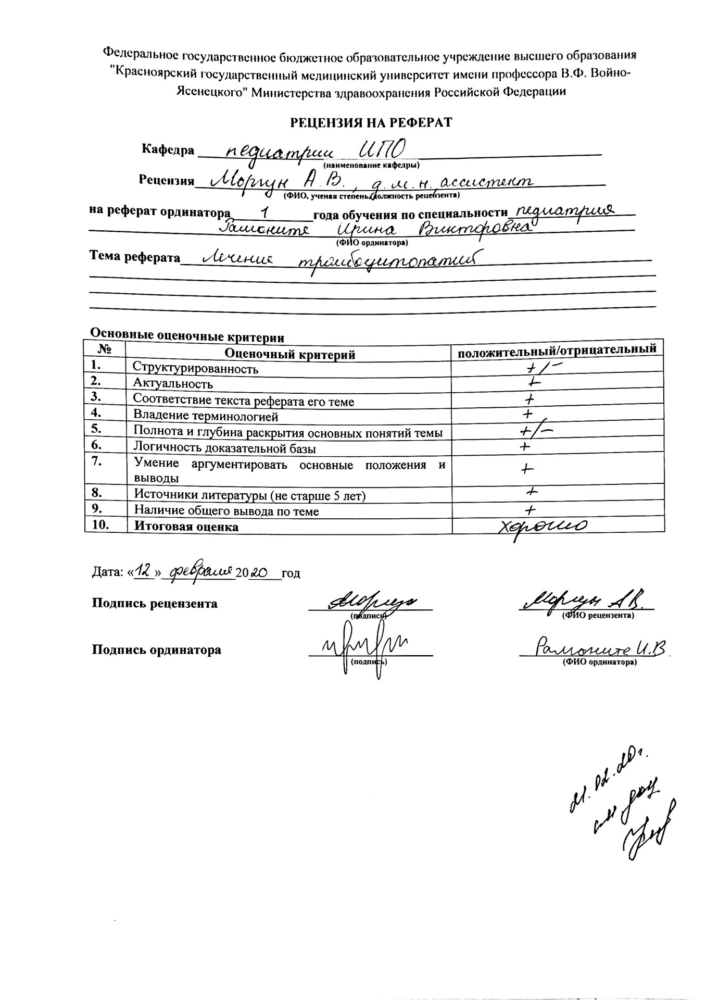 Федеральное государственное бюджетное образовательное учреждение высшего образования
"Красноярский государственный медицинский университет имени профессора В.Ф. Войно-
Ясенецкого" Министерства здравоохранения Российской Федерации
РЕЦЕНЗИЯ НА РЕФЕРАТ
Кафедра педиатрии ИПО
(наименование кафедры)
Рецензия Моргун А.В., д.м.н., ассистент
(ФИО, ученая степень, должность рецензента)
на реферат ординатора 1 года обучения по специальности педиатрия
Рамоните Ирина Викторовна
(ФИО ординатора)
Тема реферата Лечение тромбоцитопатий
Основные оценочные критерии
№ Оценочный критерий положительный/отрицательный
1. Структурированность +/−
2. Актуальность +
3. Соответствие текста реферата его теме +
4. Владение терминологией +
5. Полнота и глубина раскрытия основных понятий темы +/−
6. Логичность доказательной базы +
7. Умение аргументировать основные положения и
выводы +
8. Источники литературы (не старше 5 лет) +
9. Наличие общего вывода по теме +
10. Итоговая оценка хорошо
Дата: «12» февраля 2020 год
Подпись рецензента Моргун А.В.
(подпись) (ФИО рецензента)
Подпись ординатора Рамоните И.В.
(подпись) (ФИО ординатора)
21.02.20г.